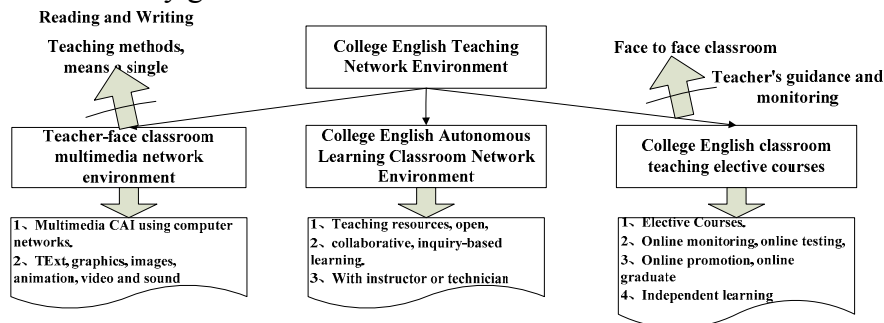 Reading and Writing
Teaching methods,
means a single
College English Teaching
Network Environment
Face to face classroom
Teacher's guidance and
monitoring
Teacher-face classroom
multimedia network
environment
College English Autonomous
Learning Classroom Network
Environment
College English classroom
teaching elective courses
1、Multimedia CAI using computer
networks.
2、TExt, graphics, images,
animation, video and sound
1、Teaching resources, open,
2、collaborative, inquiry-based
learning.
3、With instructor or technician
1、Elective Courses.
2、Online monitoring, online testing,
3、Online promotion, online
graduate
4、Independent learning